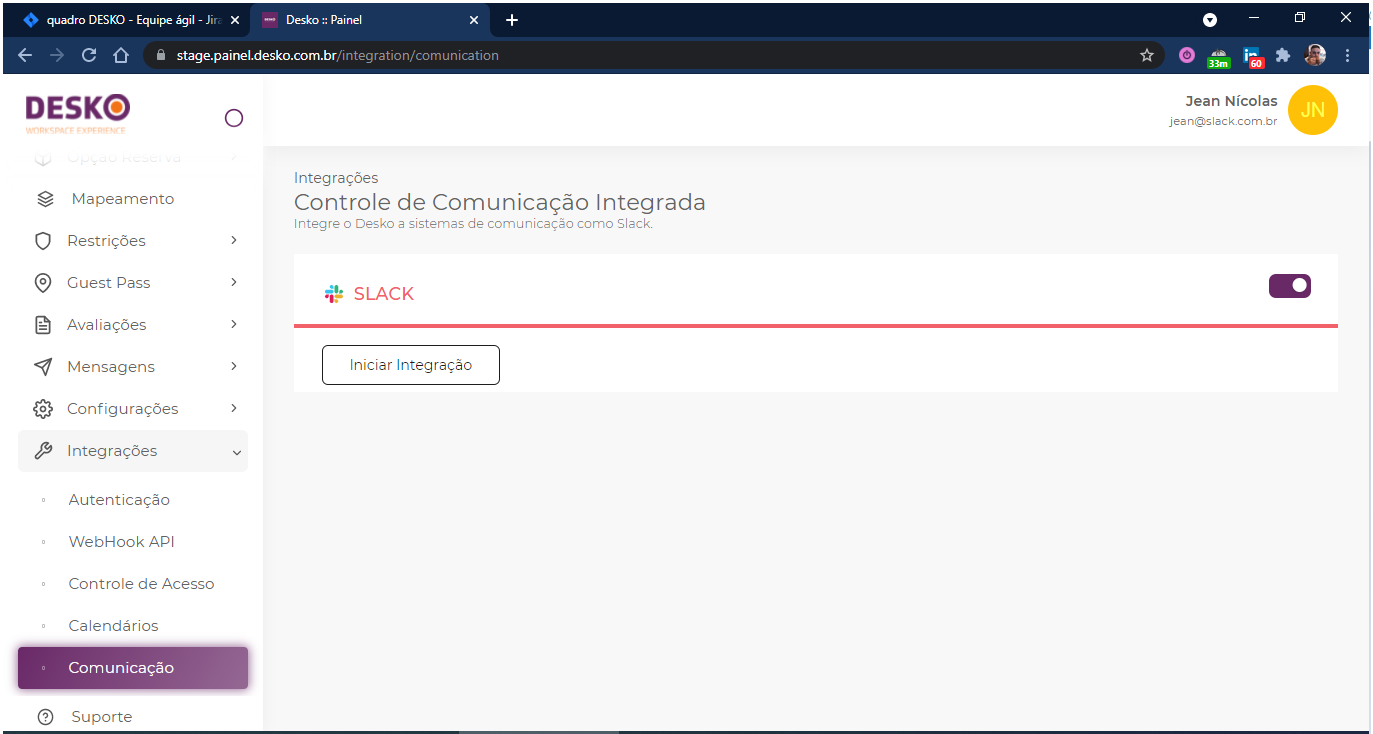 quadro DESKO - Equipe ágil - Jira
Desko :: Painel
stage.painel.desko.com.br/integration/comunication
33m
60
DESKO
WORKSPACE EXPERIENCE
Jean Nícolas
jean@slack.com.br
JN
Opção Reserva
Mapeamento
Restrições
Guest Pass
Avaliações
Mensagens
Configurações
Integrações
Autenticação
WebHook API
Controle de Acesso
Calendários
Comunicação
Suporte
Integrações
Controle de Comunicação Integrada
Integre o Desko a sistemas de comunicação como Slack.
SLACK
Iniciar Integração